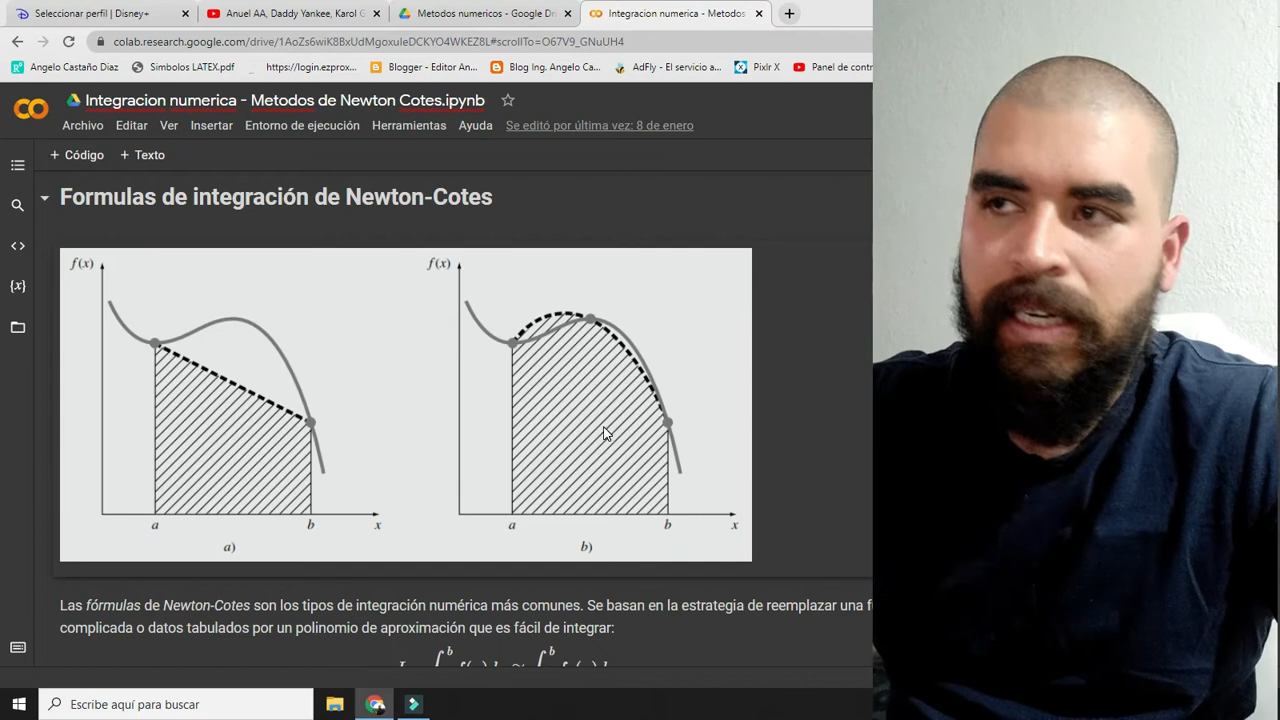 Seleccionar perfil | Disney+
Anuel AA, Daddy Yankee, Karol G
Metodos numericos - Google Dri
Integracion numerica - Metodos
colab.research.google.com/drive/1AoZs6wiK8BxUdMgoxuleDCKYO4WKEZ8L#scrollTo=O67V9_GNuUH4
Angelo Castaño Diaz
Simbolos LATEX.pdf
https://login.ezprox...
Blogger - Editor An...
Blog Ing. Angelo Ca...
AdFly - El servicio a...
Pixlr X
Panel de contr
Integracion numerica - Metodos de Newton Cotes.ipynb
Archivo Editar Ver Insertar Entorno de ejecución Herramientas Ayuda Se editó por última vez: 8 de enero
+ Código + Texto
Formulas de integración de Newton-Cotes
f(x)
a b x
a)
f(x)
a b x
b)
Las fórmulas de Newton-Cotes son los tipos de integración numérica más comunes. Se basan en la estrategia de reemplazar una
complicada o datos tabulados por un polinomio de aproximación que es fácil de integrar:
Escribe aquí para buscar